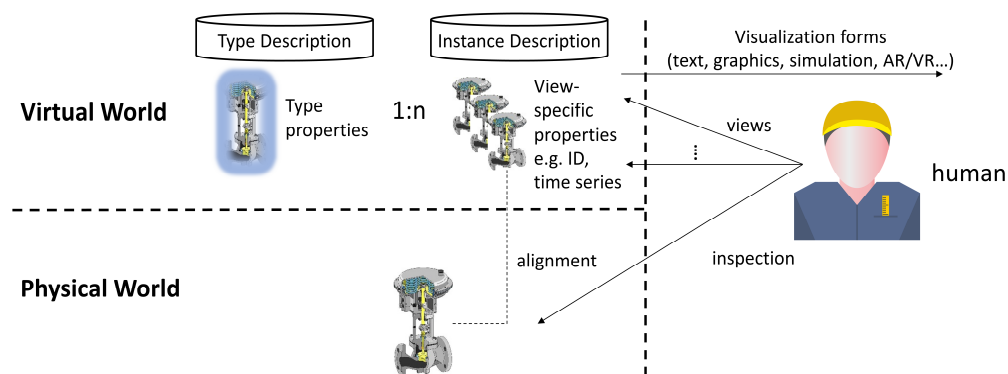 Type Description
Instance Description
Visualization forms
(text, graphics, simulation, AR/VR...)
Virtual World
Type
properties
1:n
View-
specific
properties
e.g. ID,
time series
views
human
alignment
inspection
Physical World